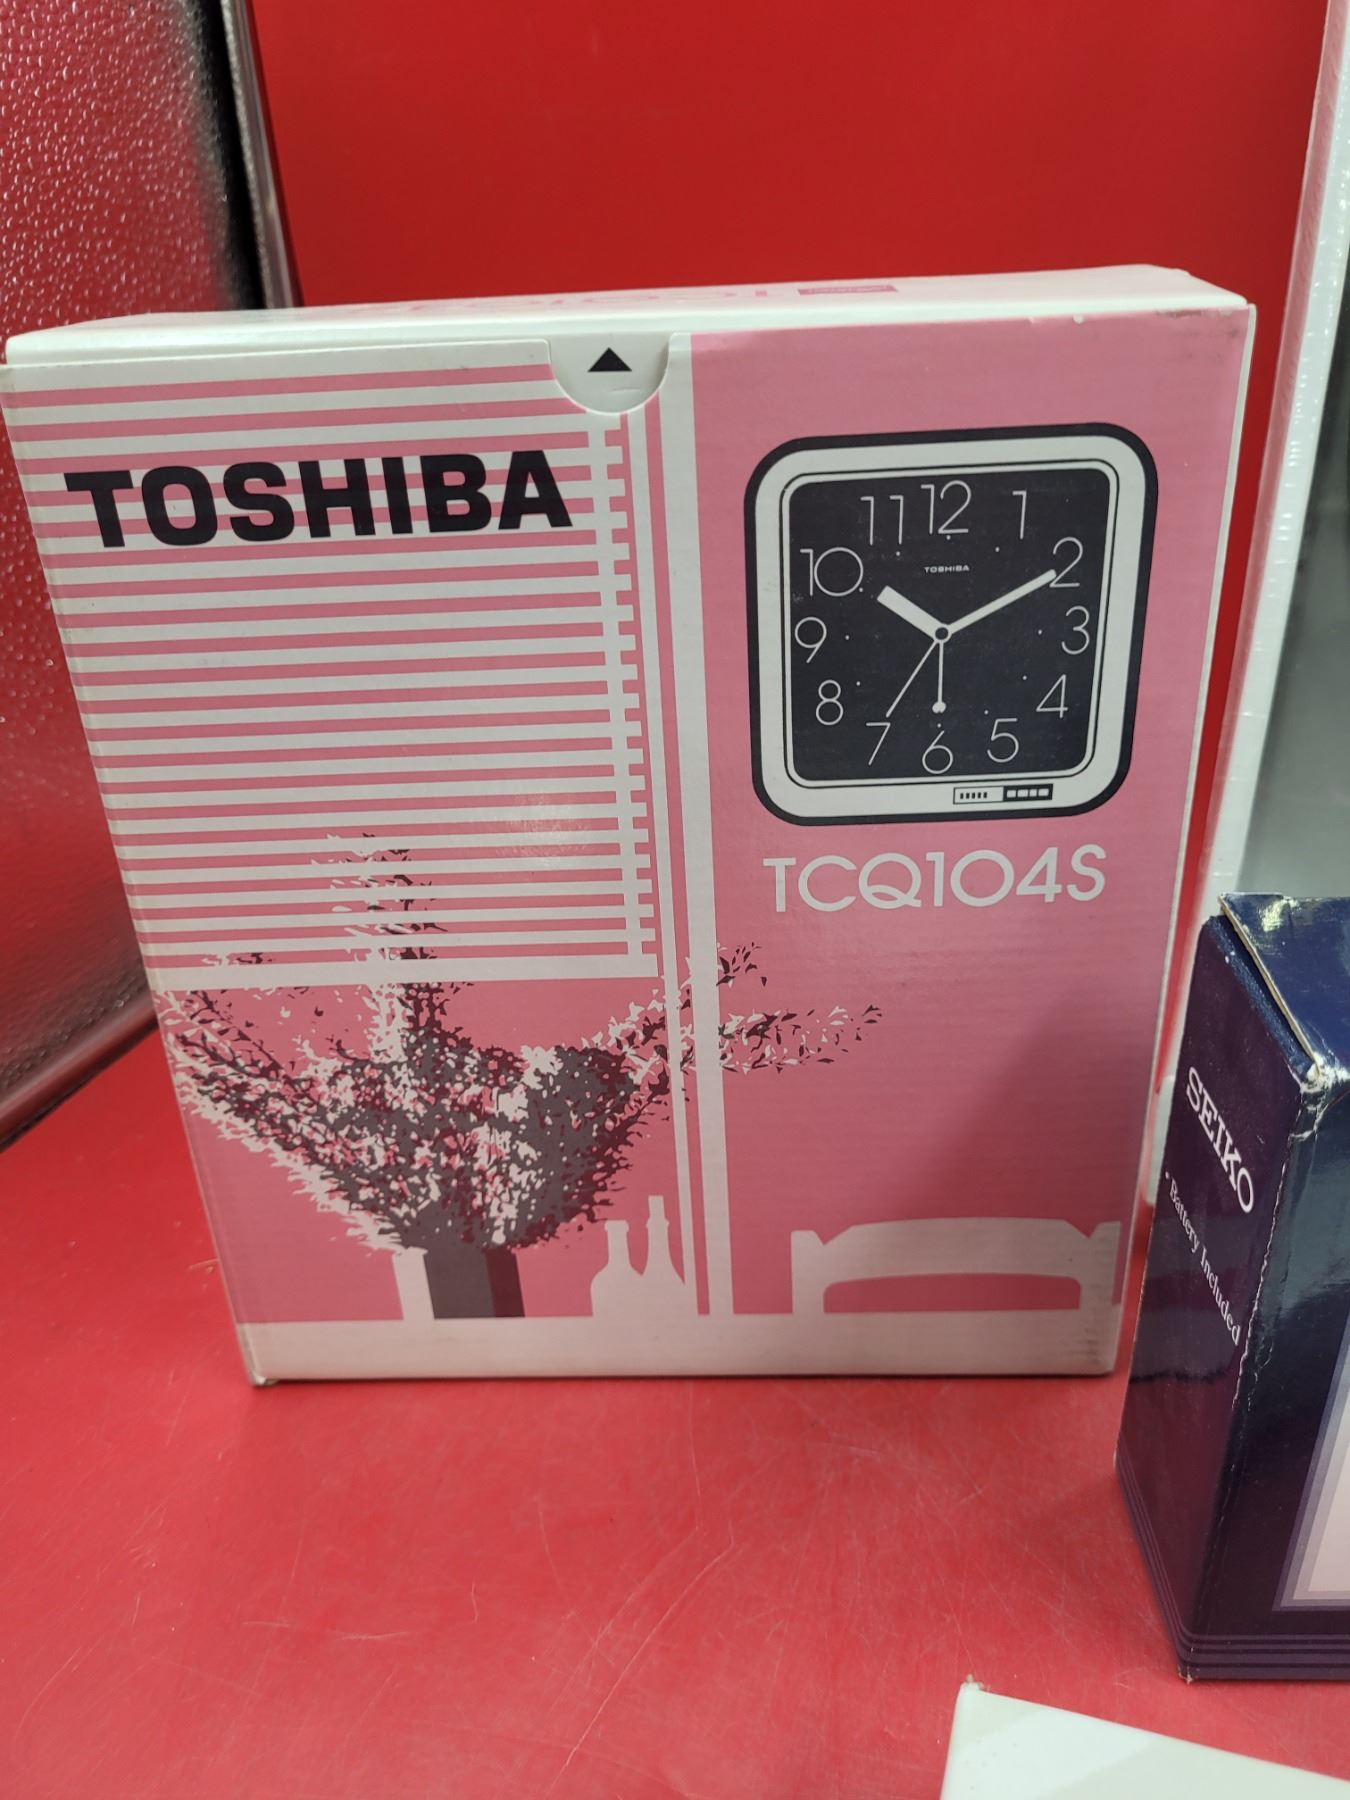 TOSHIBA
11 12 1
10 2
TOSHIBA
9 3
8 4
7 6 5
TCQ104S
SEIKO
• Battery Included